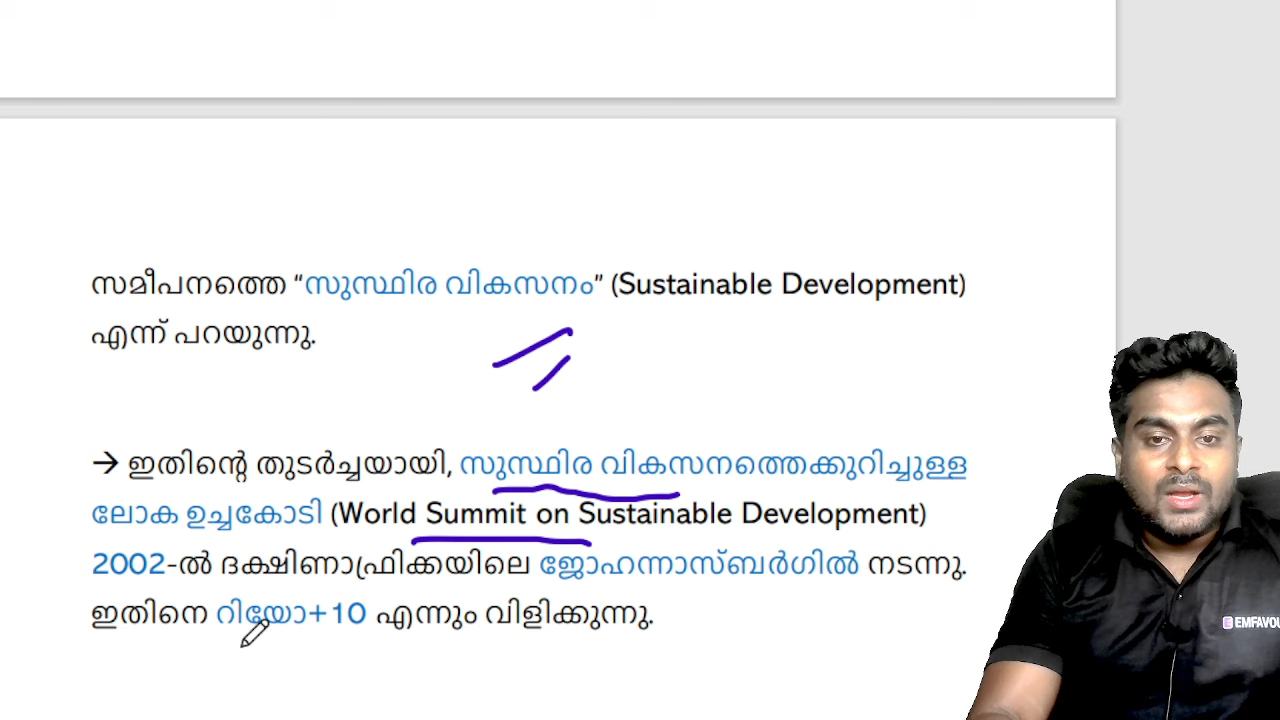 സമീപനത്തെ “സുസ്ഥിര വികസനം” (Sustainable Development)
എന്ന് പറയുന്നു.
→ ഇതിന്റെ തുടർച്ചയായി, സുസ്ഥിര വികസനത്തെക്കുറിച്ചുള്ള
ലോക ഉച്ചകോടി (World Summit on Sustainable Development)
2002-ൽ ദക്ഷിണാഫ്രിക്കയിലെ ജോഹന്നാസ്ബർഗിൽ നടന്നു.
ഇതിനെ റിയോ+10 എന്നും വിളിക്കുന്നു.